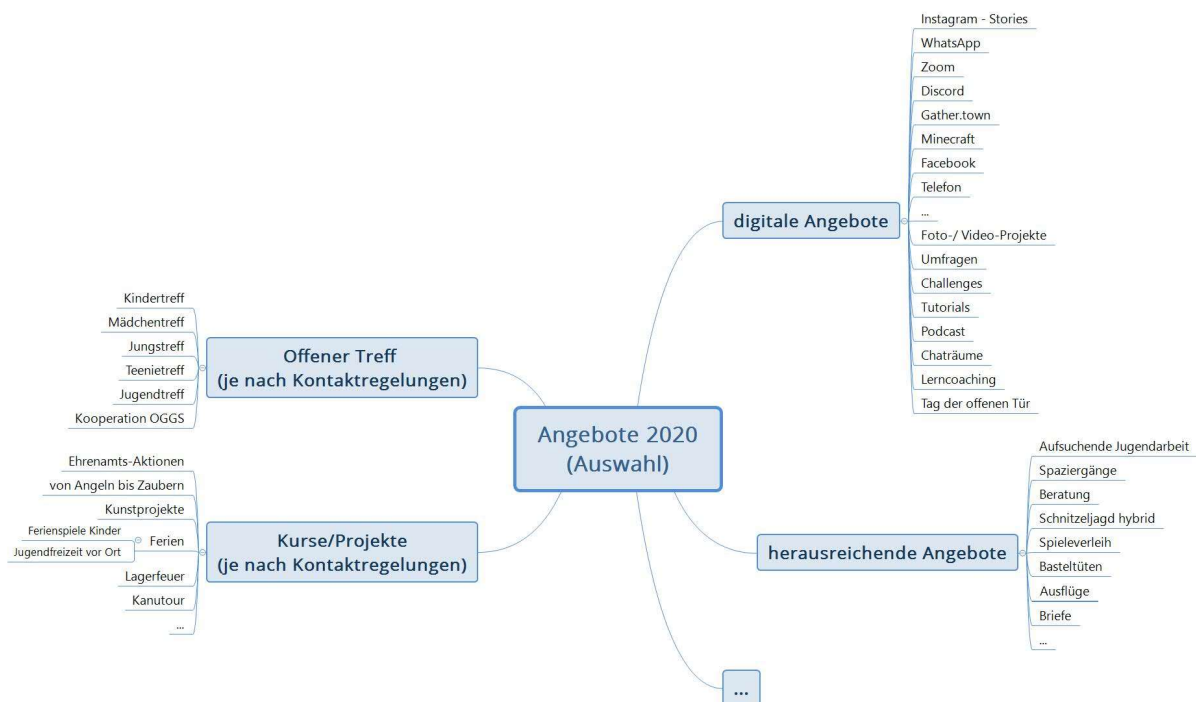 Angebote 2020
(Auswahl)
digitale Angebote
Instagram - Stories
WhatsApp
Zoom
Discord
Gather.town
Minecraft
Facebook
Telefon
...
Foto-/ Video-Projekte
Umfragen
Challenges
Tutorials
Podcast
Chaträume
Lerncoaching
Tag der offenen Tür
herausreichende Angebote
Aufsuchende Jugendarbeit
Spaziergänge
Beratung
Schnitzeljagd hybrid
Spieleverleih
Basteltüten
Ausflüge
Briefe
...
...
Offener Treff
(je nach Kontaktregelungen)
Kindertreff
Mädchentreff
Jungstreff
Teenietreff
Jugendtreff
Kooperation OGGS
Kurse/Projekte
(je nach Kontaktregelungen)
Ehrenamts-Aktionen
von Angeln bis Zaubern
Kunstprojekte
Ferien
Ferienspiele Kinder
Jugendfreizeit vor Ort
Lagerfeuer
Kanutour
...